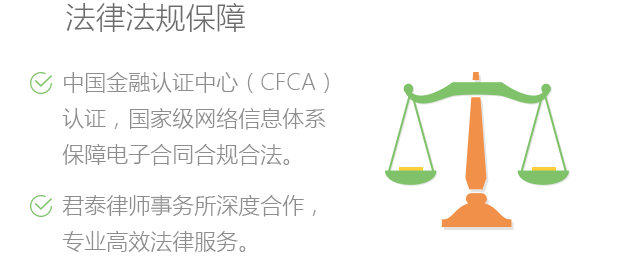 法律法规保障
中国金融认证中心（CFCA）
认证，国家级网络信息体系
保障电子合同合规合法。
君泰律师事务所深度合作，
专业高效法律服务。